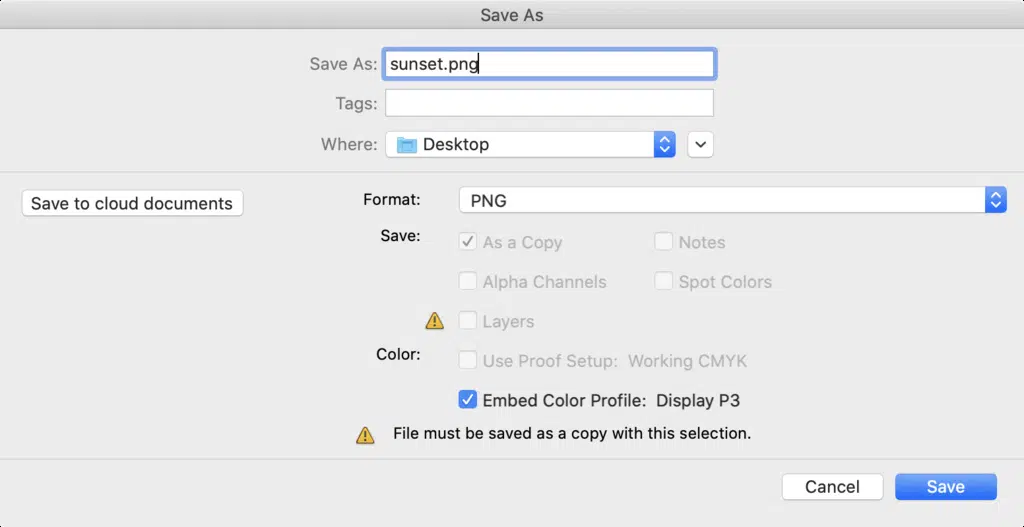 Save As
Save As: sunset.png
Tags:
Where: Desktop
Save to cloud documents
Format: PNG
Save: As a Copy Notes
Alpha Channels Spot Colors
Layers
Color: Use Proof Setup: Working CMYK
Embed Color Profile: Display P3
File must be saved as a copy with this selection.
Cancel Save